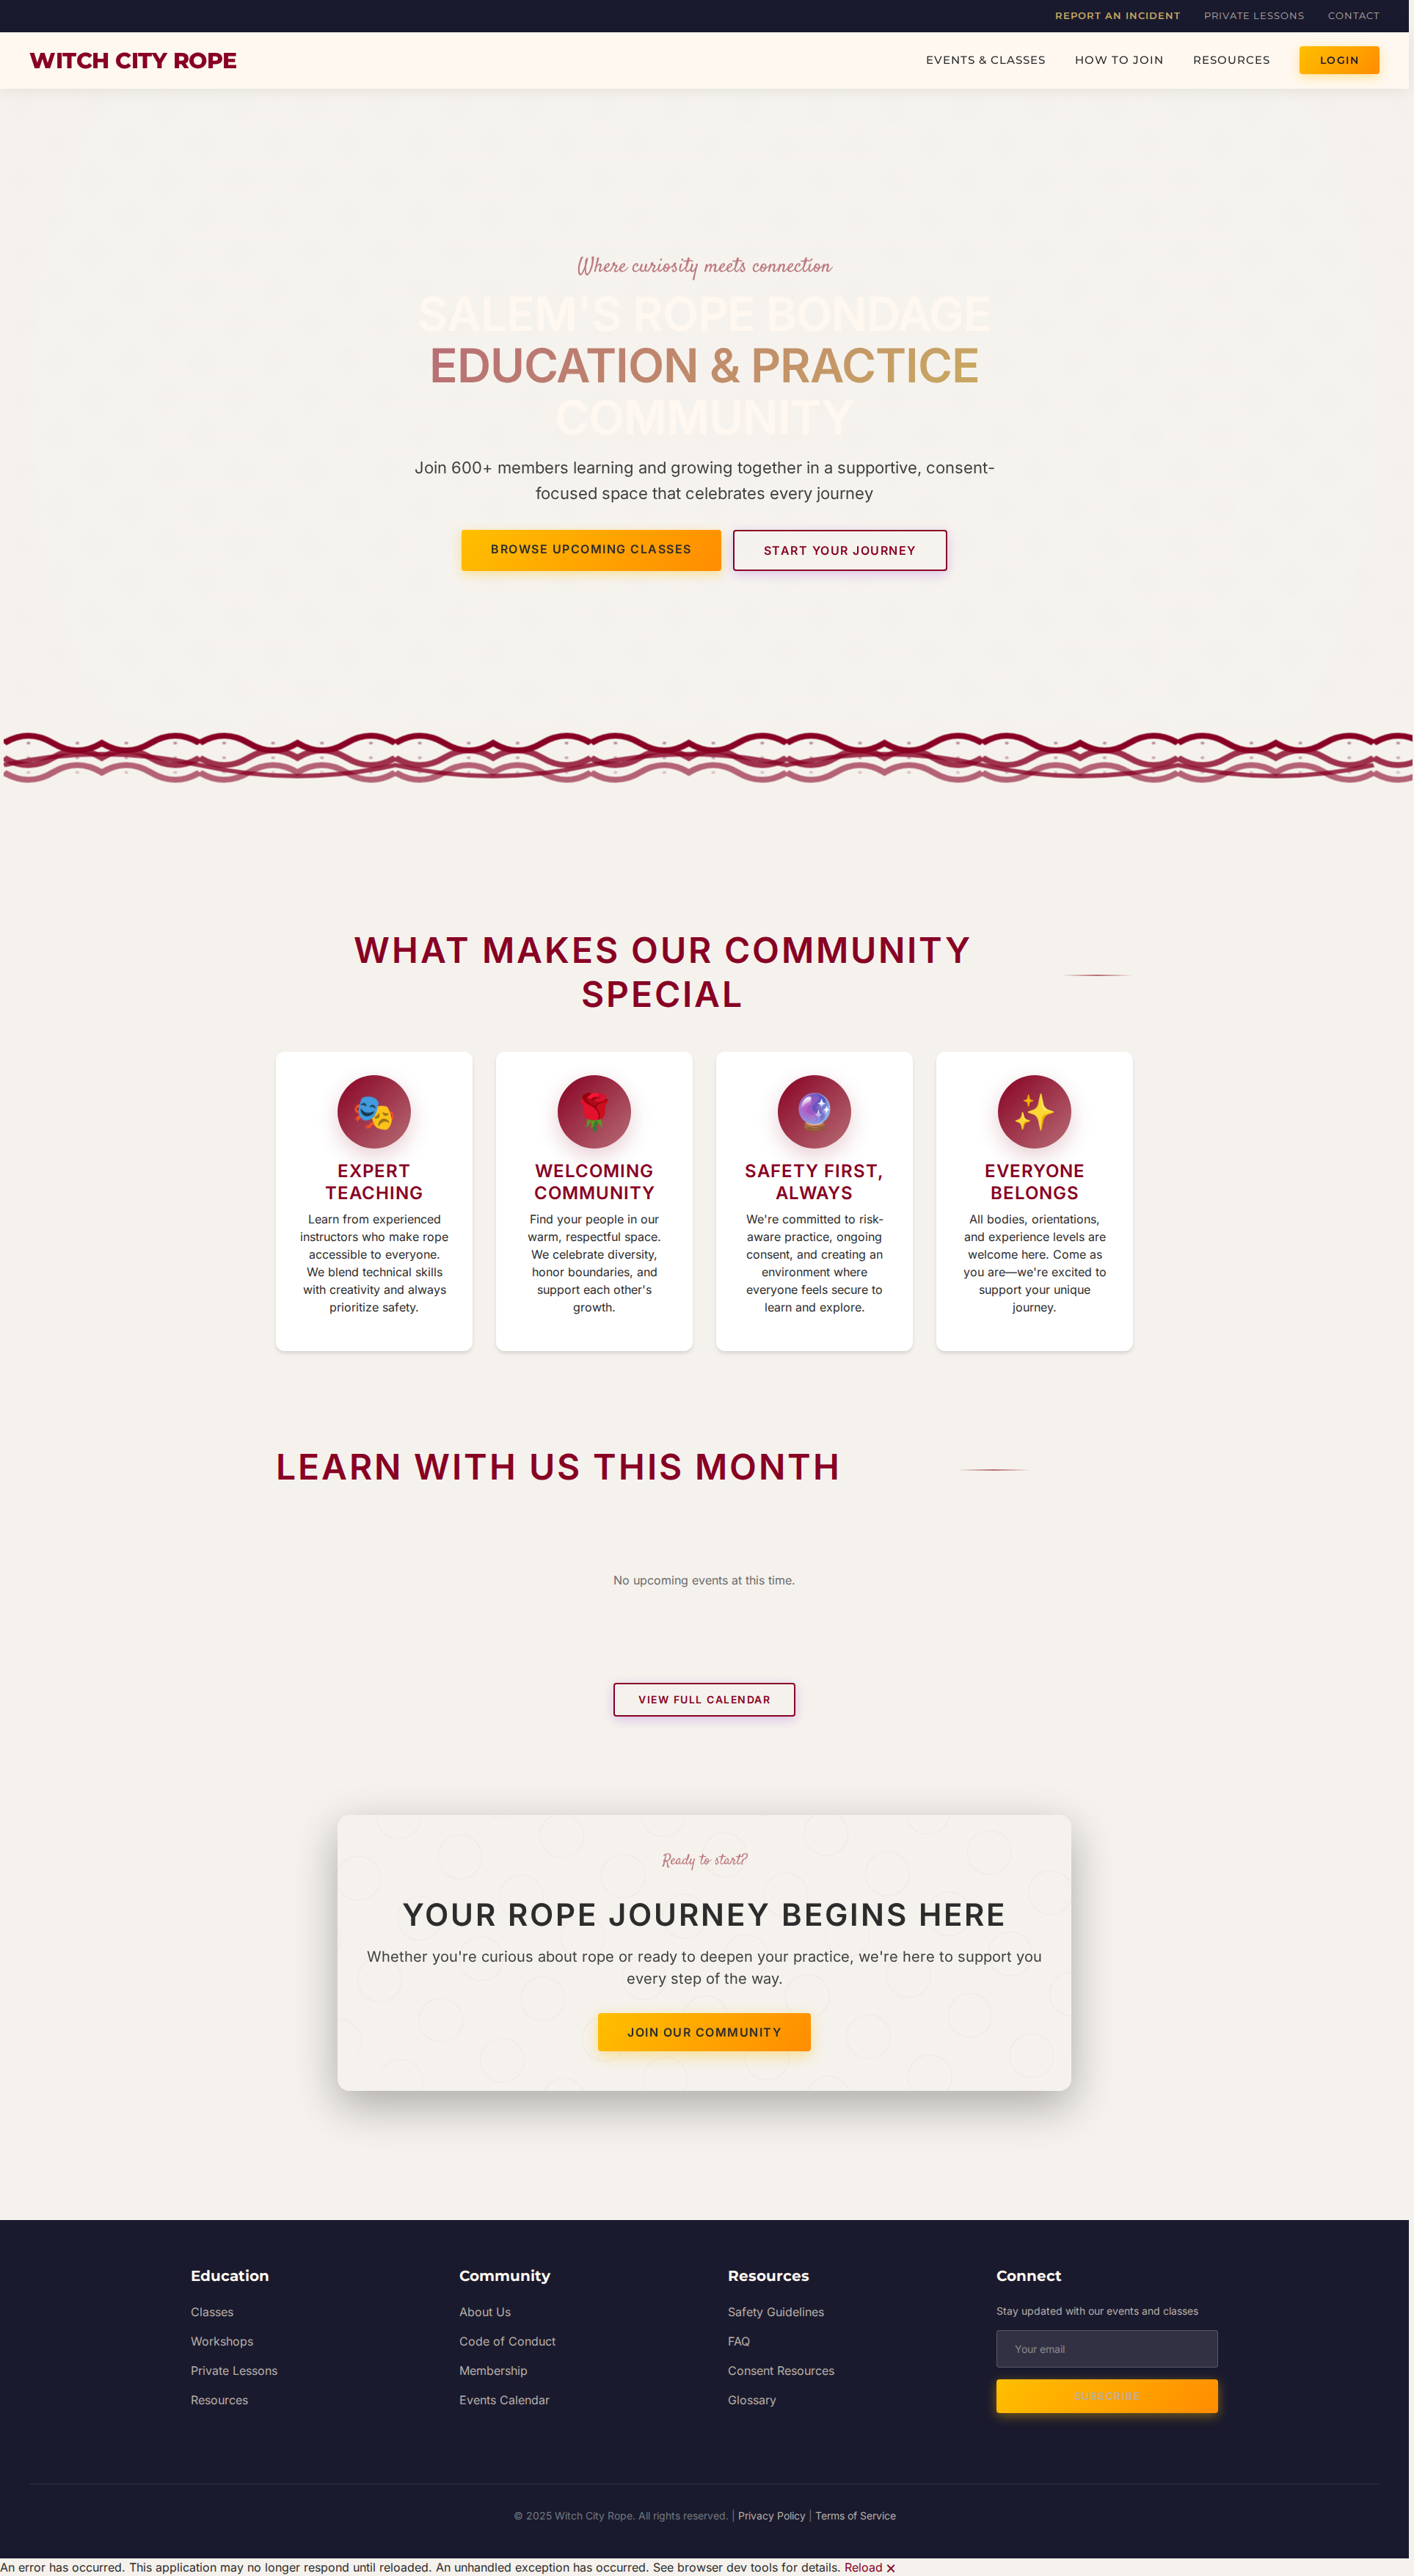 REPORT AN INCIDENT
PRIVATE LESSONS
CONTACT
WITCH CITY ROPE
EVENTS & CLASSES
HOW TO JOIN
RESOURCES
LOGIN
Where curiosity meets connection
SALEM'S ROPE BONDAGE
EDUCATION & PRACTICE
COMMUNITY
Join 600+ members learning and growing together in a supportive, consent-
focused space that celebrates every journey
BROWSE UPCOMING CLASSES
START YOUR JOURNEY
WHAT MAKES OUR COMMUNITY
SPECIAL
EXPERT
TEACHING
Learn from experienced
instructors who make rope
accessible to everyone.
We blend technical skills
with creativity and always
prioritize safety.
WELCOMING
COMMUNITY
Find your people in our
warm, respectful space.
We celebrate diversity,
honor boundaries, and
support each other's
growth.
SAFETY FIRST,
ALWAYS
We're committed to risk-
aware practice, ongoing
consent, and creating an
environment where
everyone feels secure to
learn and explore.
EVERYONE
BELONGS
All bodies, orientations,
and experience levels are
welcome here. Come as
you are—we're excited to
support your unique
journey.
LEARN WITH US THIS MONTH
No upcoming events at this time.
VIEW FULL CALENDAR
Ready to start?
YOUR ROPE JOURNEY BEGINS HERE
Whether you're curious about rope or ready to deepen your practice, we're here to support you
every step of the way.
JOIN OUR COMMUNITY
Education
Classes
Workshops
Private Lessons
Resources
Community
About Us
Code of Conduct
Membership
Events Calendar
Resources
Safety Guidelines
FAQ
Consent Resources
Glossary
Connect
Stay updated with our events and classes
Your email
SUBSCRIBE
© 2025 Witch City Rope. All rights reserved. | Privacy Policy | Terms of Service
An error has occurred. This application may no longer respond until reloaded. An unhandled exception has occurred. See browser dev tools for details. Reload ✕